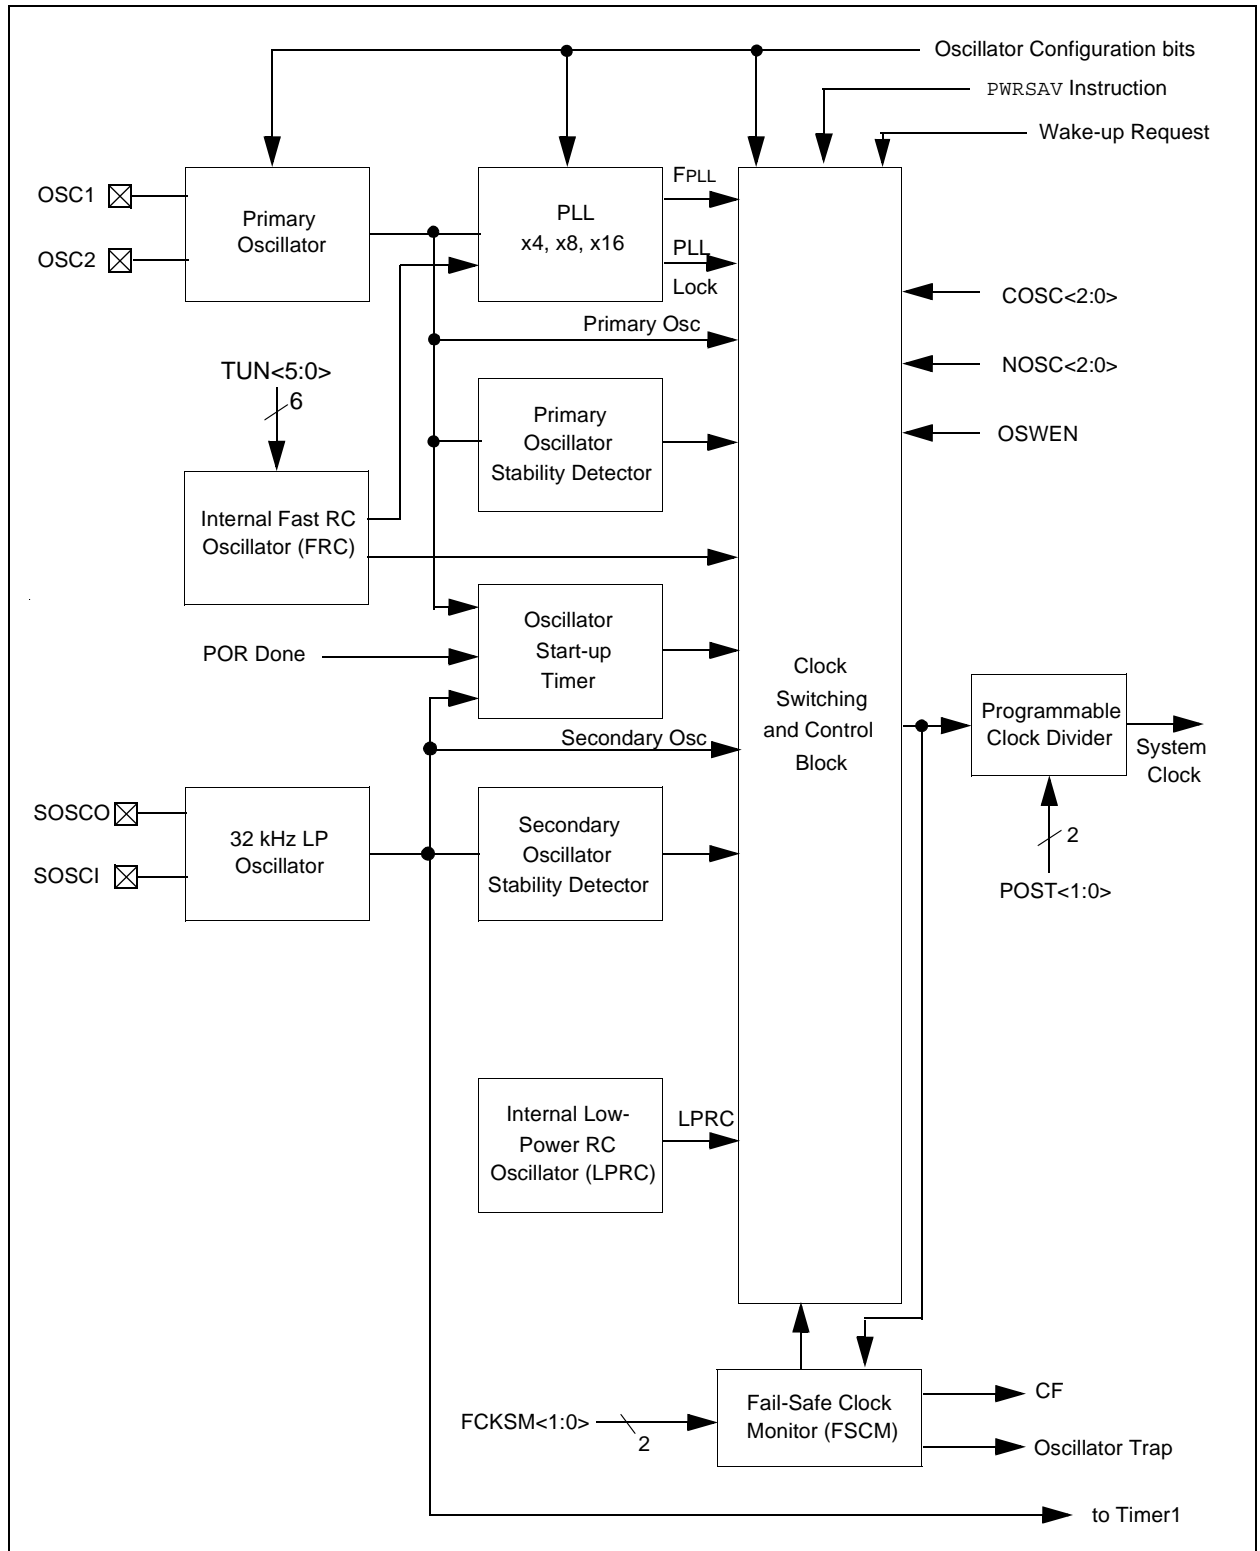 Oscillator Configuration bits
PWRSAV Instruction
Wake-up Request
OSC1
OSC2
Primary
Oscillator
PLL
x4, x8, x16
FPLL
PLL
Lock
COSC<2:0>
Primary Osc
NOSC<2:0>
TUN<5:0>
6
Primary
Oscillator
Stability Detector
OSWEN
Internal Fast RC
Oscillator (FRC)
Oscillator
Start-up
Timer
POR Done
Clock
Switching
and Control
Block
Programmable
Clock Divider
System
Clock
Secondary Osc
SOSCO
SOSCI
32 kHz LP
Oscillator
Secondary
Oscillator
Stability Detector
2
POST<1:0>
Internal Low-
Power RC
Oscillator (LPRC)
LPRC
FCKSM<1:0>
2
Fail-Safe Clock
Monitor (FSCM)
CF
Oscillator Trap
to Timer1